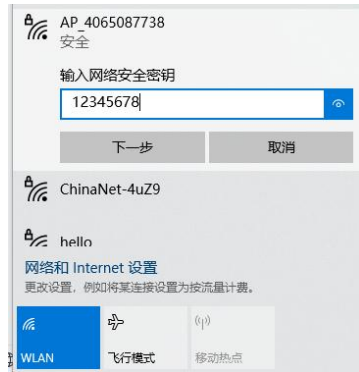 AP_4065087738
安全
输入网络安全密钥
12345678
下一步 取消
ChinaNet-4uZ9
hello
网络和 Internet 设置
更改设置，例如将某连接设置为按流量计费。
WLAN 飞行模式 移动热点